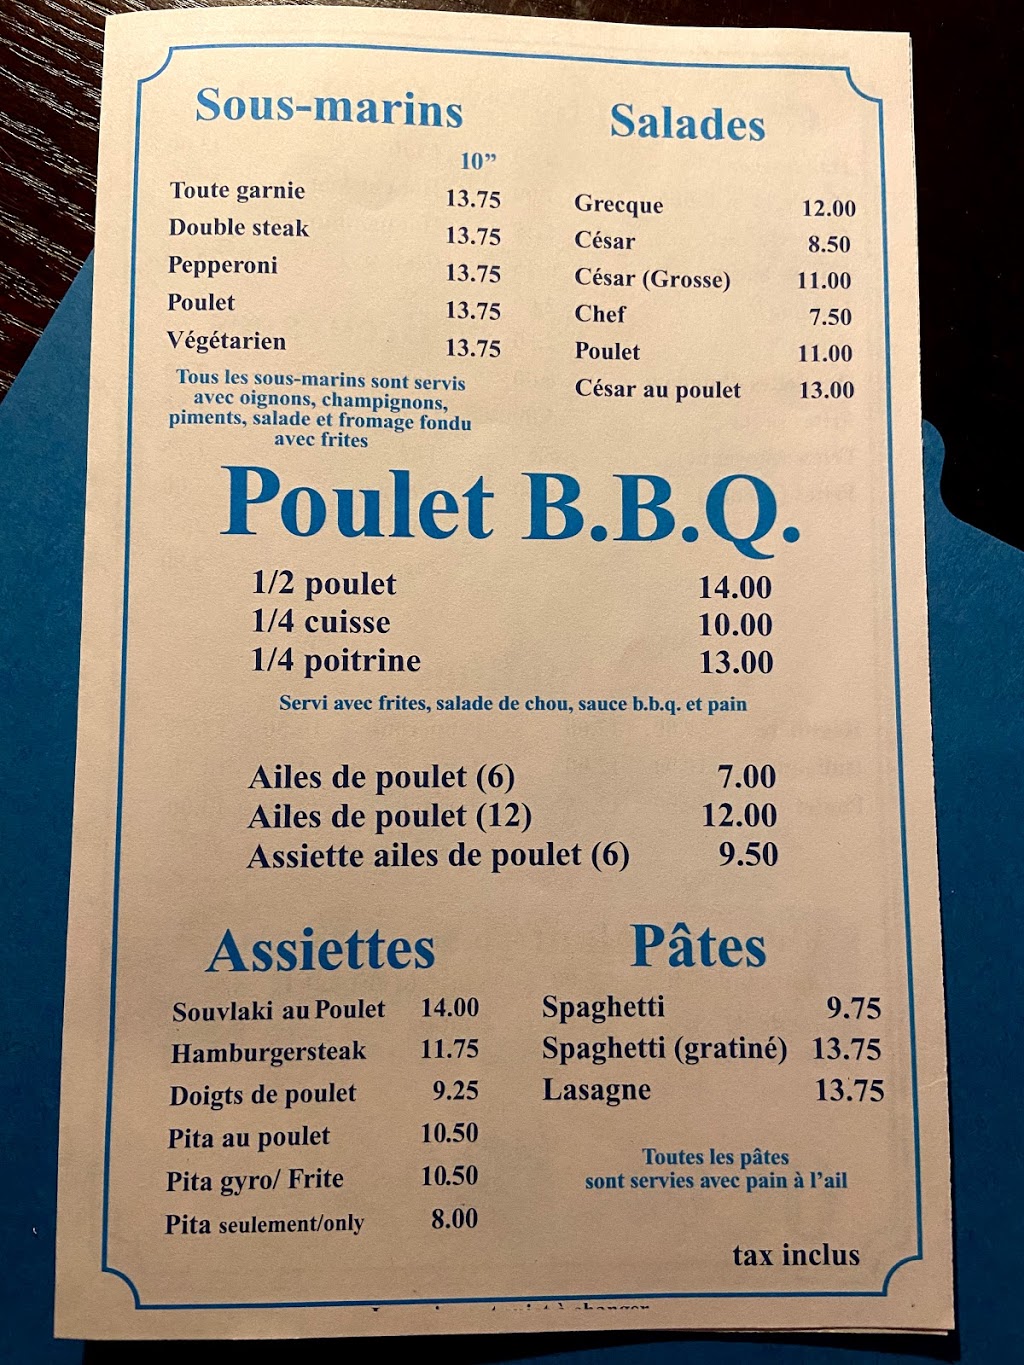 Sous-marins
10”
Toute garnie 13.75
Double steak 13.75
Pepperoni 13.75
Poulet 13.75
Végétarien 13.75
Tous les sous-marins sont servis
avec oignons, champignons,
piments, salade et fromage fondu
avec frites
Salades
Grecque 12.00
César 8.50
César (Grosse) 11.00
Chef 7.50
Poulet 11.00
César au poulet 13.00
Poulet B.B.Q.
1/2 poulet 14.00
1/4 cuisse 10.00
1/4 poitrine 13.00
Servi avec frites, salade de chou, sauce b.b.q. et pain
Ailes de poulet (6) 7.00
Ailes de poulet (12) 12.00
Assiette ailes de poulet (6) 9.50
Assiettes
Souvlaki au Poulet 14.00
Hamburgersteak 11.75
Doigts de poulet 9.25
Pita au poulet 10.50
Pita gyro/ Frite 10.50
Pita seulement/only 8.00
Pâtes
Spaghetti 9.75
Spaghetti (gratiné) 13.75
Lasagne 13.75
Toutes les pâtes
sont servies avec pain à l’ail
tax inclus
à changer